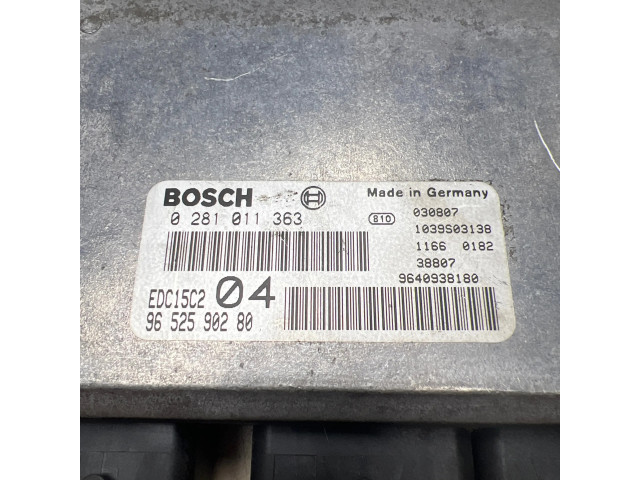 BOSCH
0 281 011 363
EDC15C2 04
96 525 902 80
Made in Germany
B10 030807
1039S03138
1166 0182
38807
9640938180